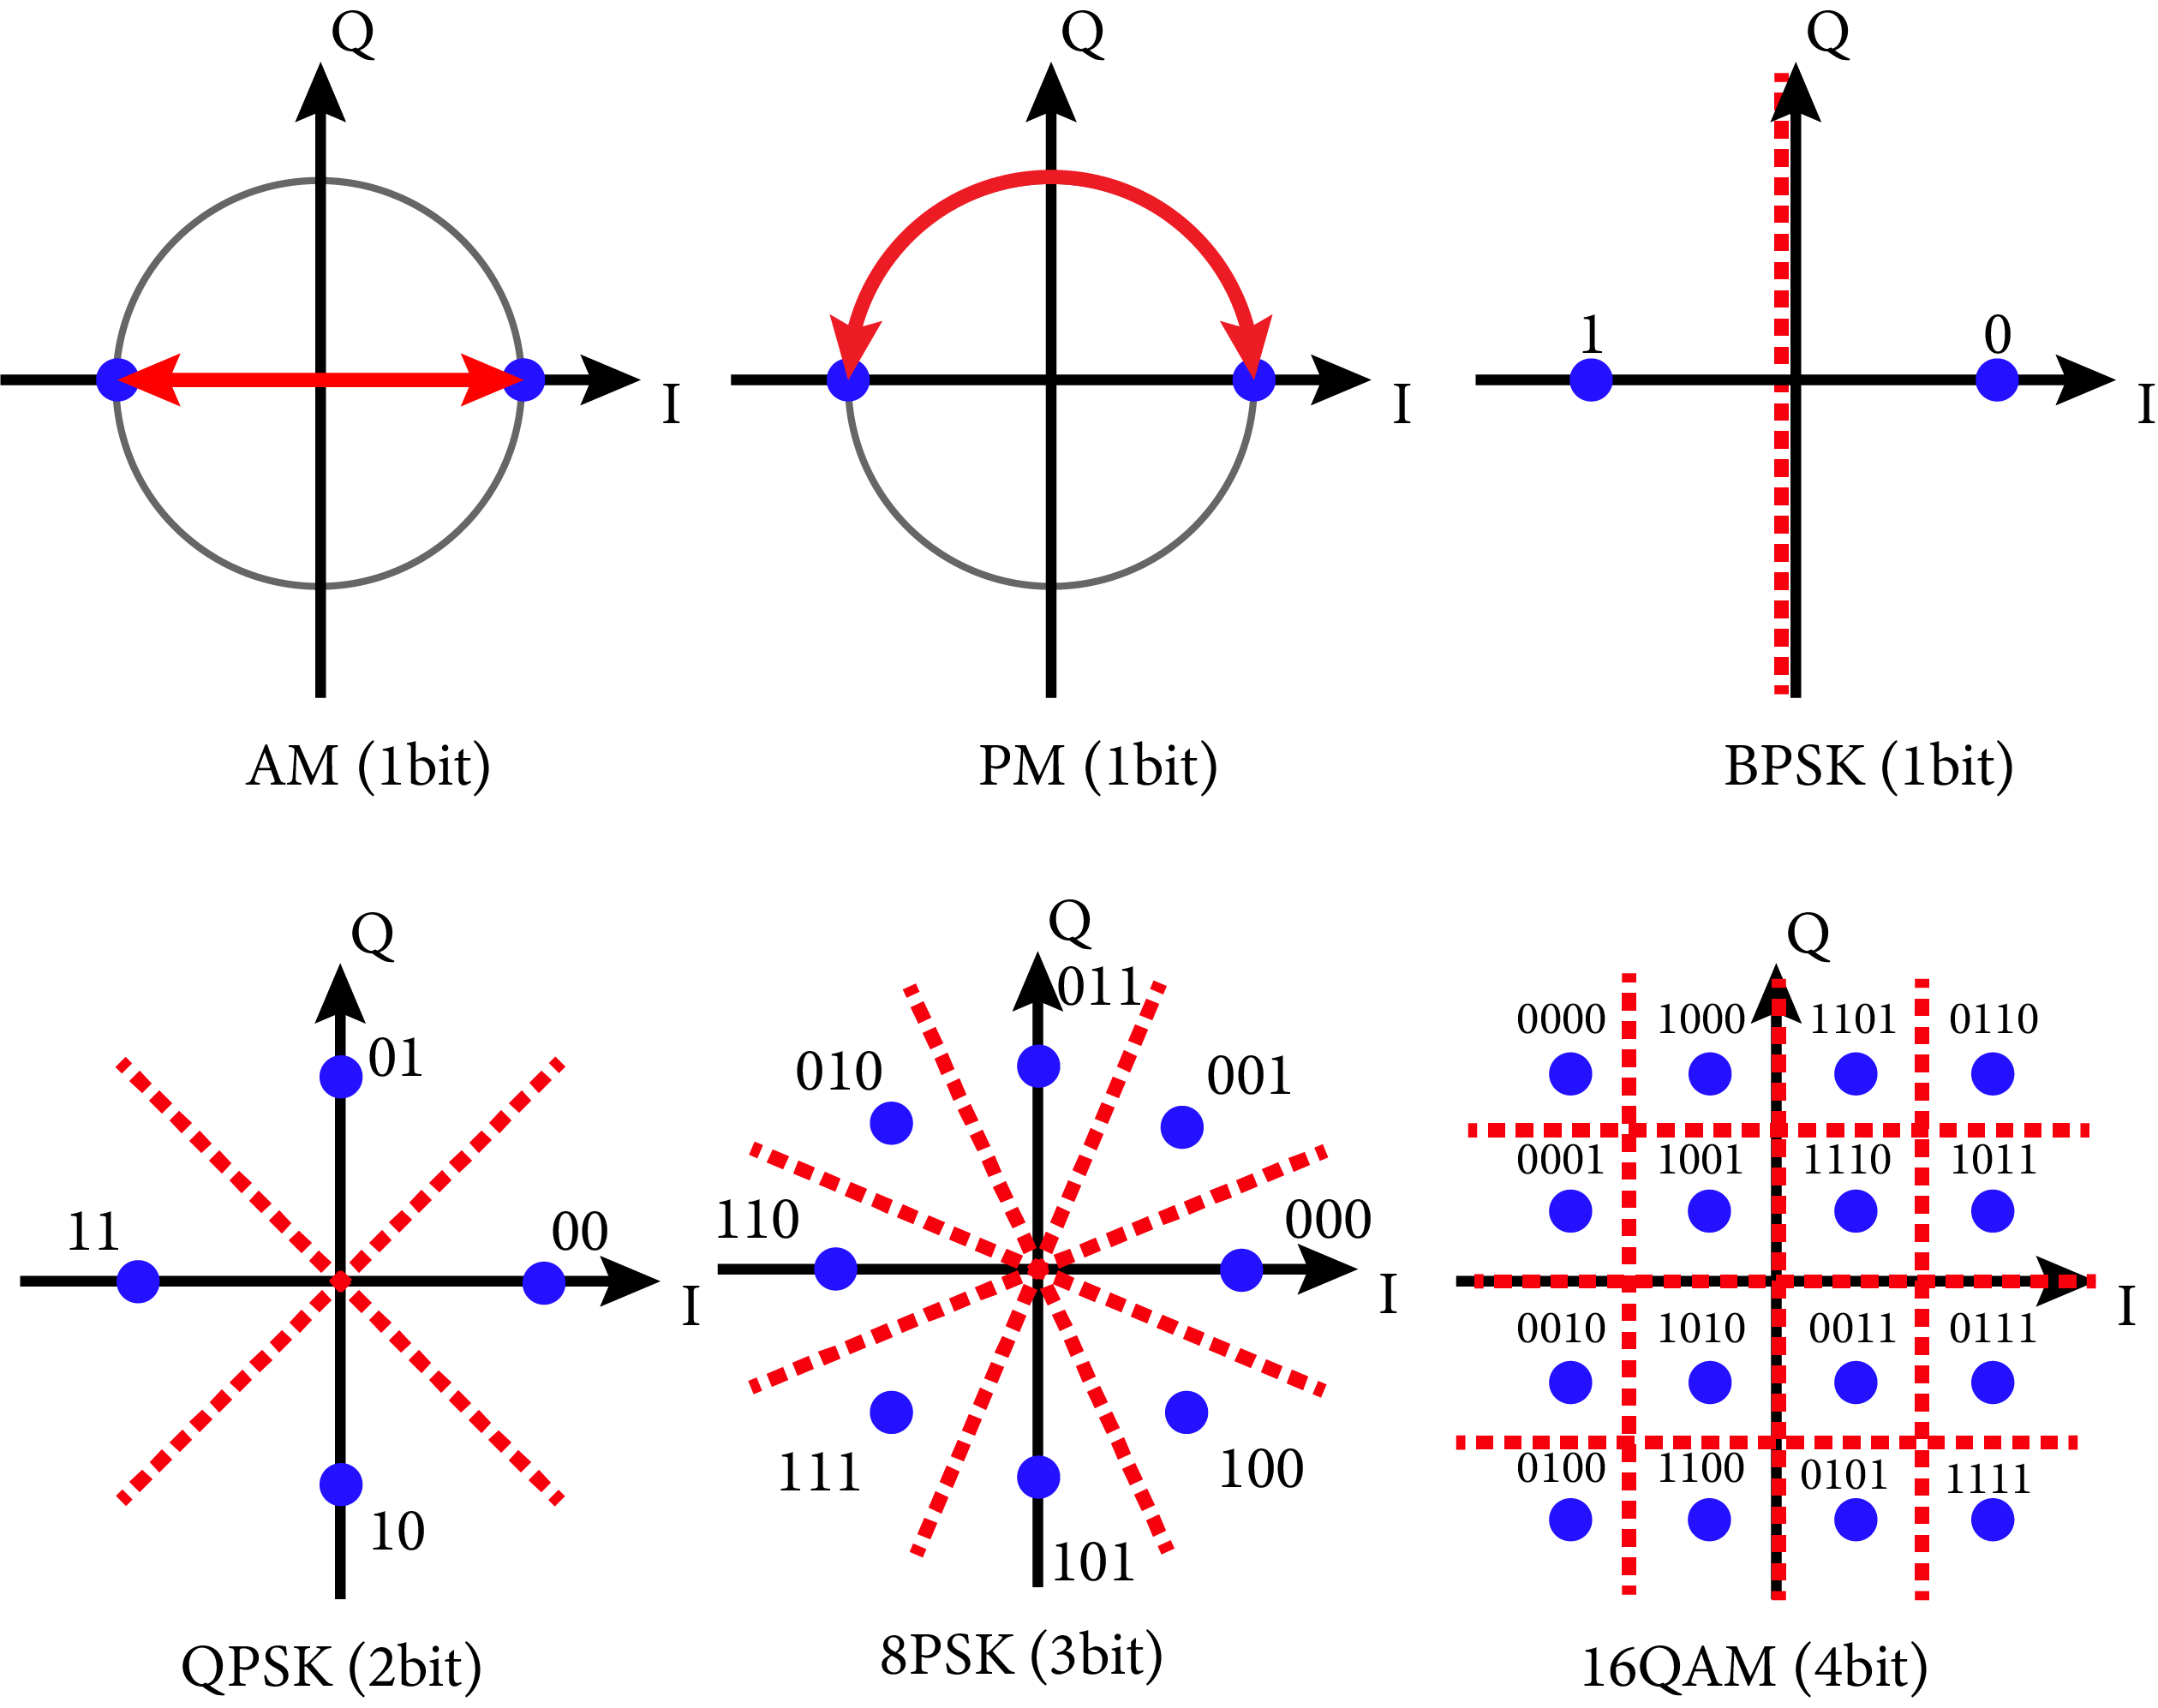 Q
Q
Q
1
0
I
I
I
AM (1bit)
PM (1bit)
BPSK (1bit)
Q
01
11
00
I
10
QPSK (2bit)
Q
011
010
001
110
000
I
111
100
101
8PSK (3bit)
Q
0000 1000 1101 0110
0001 1001 1110 1011
I
0010 1010 0011 0111
0100 1100 0101 1111
16QAM (4bit)